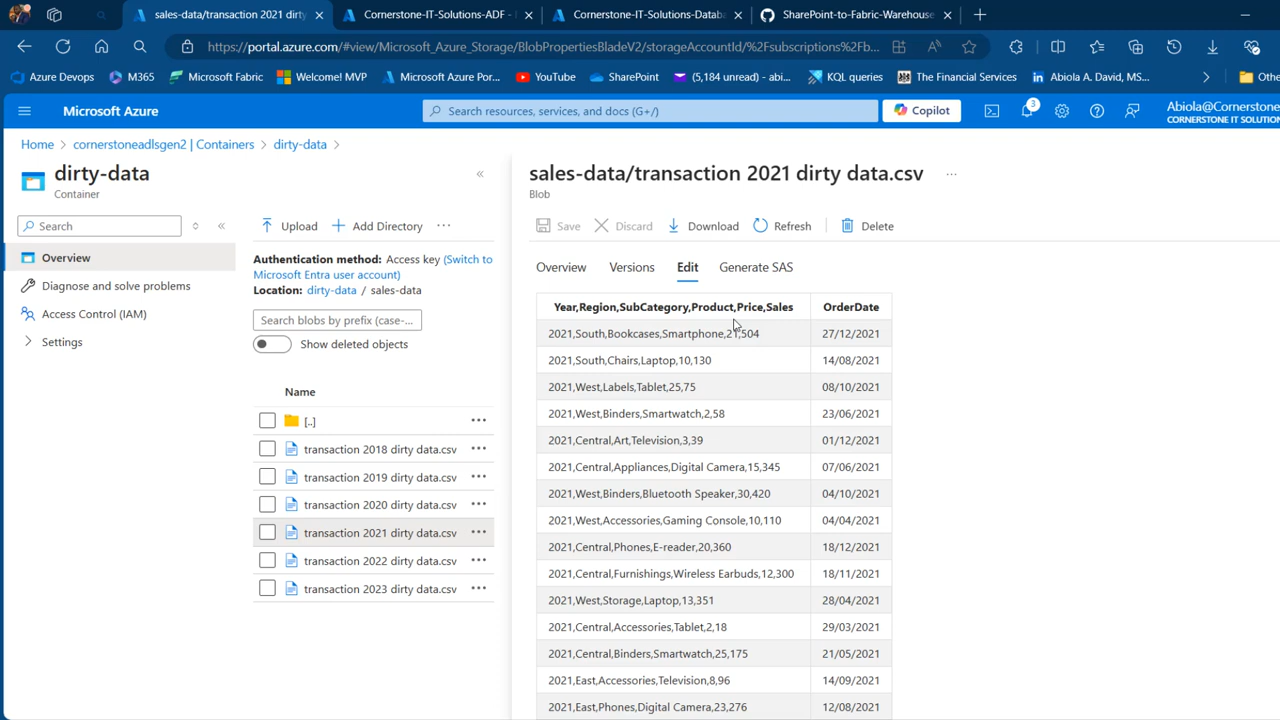 sales-data/transaction 2021 dirty
Cornerstone-IT-Solutions-ADF -
Cornerstone-IT-Solutions-Datab
SharePoint-to-Fabric-Warehouse
https://portal.azure.com/#view/Microsoft_Azure_Storage/BlobPropertiesBladeV2/storageAccountId/%2Fsubscriptions%2Fb...
Azure Devops
M365
Microsoft Fabric
Welcome! MVP
Microsoft Azure Por...
YouTube
SharePoint
(5,184 unread) - abi...
KQL queries
The Financial Services
Abiola A. David, MS...
Othe
Microsoft Azure
Search resources, services, and docs (G+/)
Copilot
3
Abiola@Cornerstone
CORNERSTONE IT SOLUTION
Home > cornerstoneadlsgen2 | Containers > dirty-data >
dirty-data
Container
Search
Overview
Diagnose and solve problems
Access Control (IAM)
Settings
Upload
Add Directory
Authentication method: Access key (Switch to
Microsoft Entra user account)
Location: dirty-data / sales-data
Search blobs by prefix (case-...
Show deleted objects
Name
[..]
transaction 2018 dirty data.csv
transaction 2019 dirty data.csv
transaction 2020 dirty data.csv
transaction 2021 dirty data.csv
transaction 2022 dirty data.csv
transaction 2023 dirty data.csv
sales-data/transaction 2021 dirty data.csv
Blob
Save
Discard
Download
Refresh
Delete
Overview
Versions
Edit
Generate SAS
Year,Region,SubCategory,Product,Price,Sales OrderDate
2021,South,Bookcases,Smartphone,21,504 27/12/2021
2021,South,Chairs,Laptop,10,130 14/08/2021
2021,West,Labels,Tablet,25,75 08/10/2021
2021,West,Binders,Smartwatch,2,58 23/06/2021
2021,Central,Art,Television,3,39 01/12/2021
2021,Central,Appliances,Digital Camera,15,345 07/06/2021
2021,West,Binders,Bluetooth Speaker,30,420 04/10/2021
2021,West,Accessories,Gaming Console,10,110 04/04/2021
2021,Central,Phones,E-reader,20,360 18/12/2021
2021,Central,Furnishings,Wireless Earbuds,12,300 18/11/2021
2021,West,Storage,Laptop,13,351 28/04/2021
2021,Central,Accessories,Tablet,2,18 29/03/2021
2021,Central,Binders,Smartwatch,25,175 21/05/2021
2021,East,Accessories,Television,8,96 14/09/2021
2021,East,Phones,Digital Camera,23,276 12/08/2021